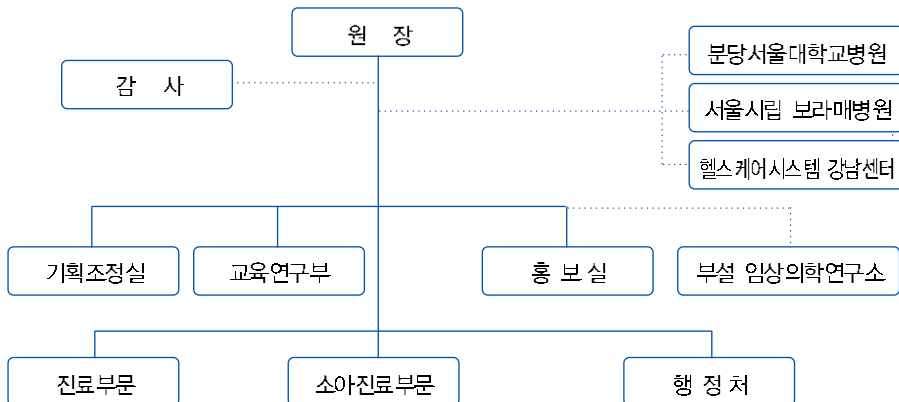 원 장
감 사
분당서울대학교병원
서울시립 보라매병원
헬스케어시스템 강남센터
기획조정실
교육연구부
홍 보 실
부설 임상의학연구소
진료부문
소아진료부문
행 정 처